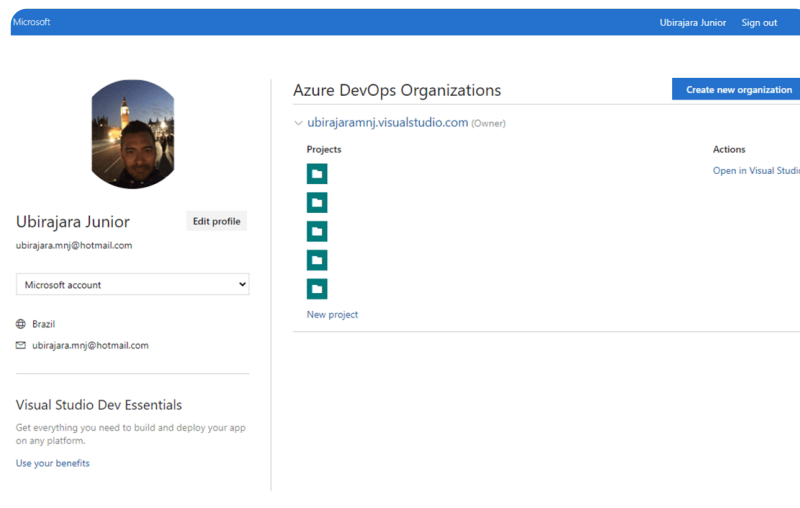 Microsoft
Ubirajara Junior
Sign out
Azure DevOps Organizations
Create new organization
ubirajaramnj.visualstudio.com (Owner)
Projects
Actions
Open in Visual Studio
New project
Ubirajara Junior
Edit profile
ubirajara.mnj@hotmail.com
Microsoft account
Brazil
ubirajara.mnj@hotmail.com
Visual Studio Dev Essentials
Get everything you need to build and deploy your app
on any platform.
Use your benefits